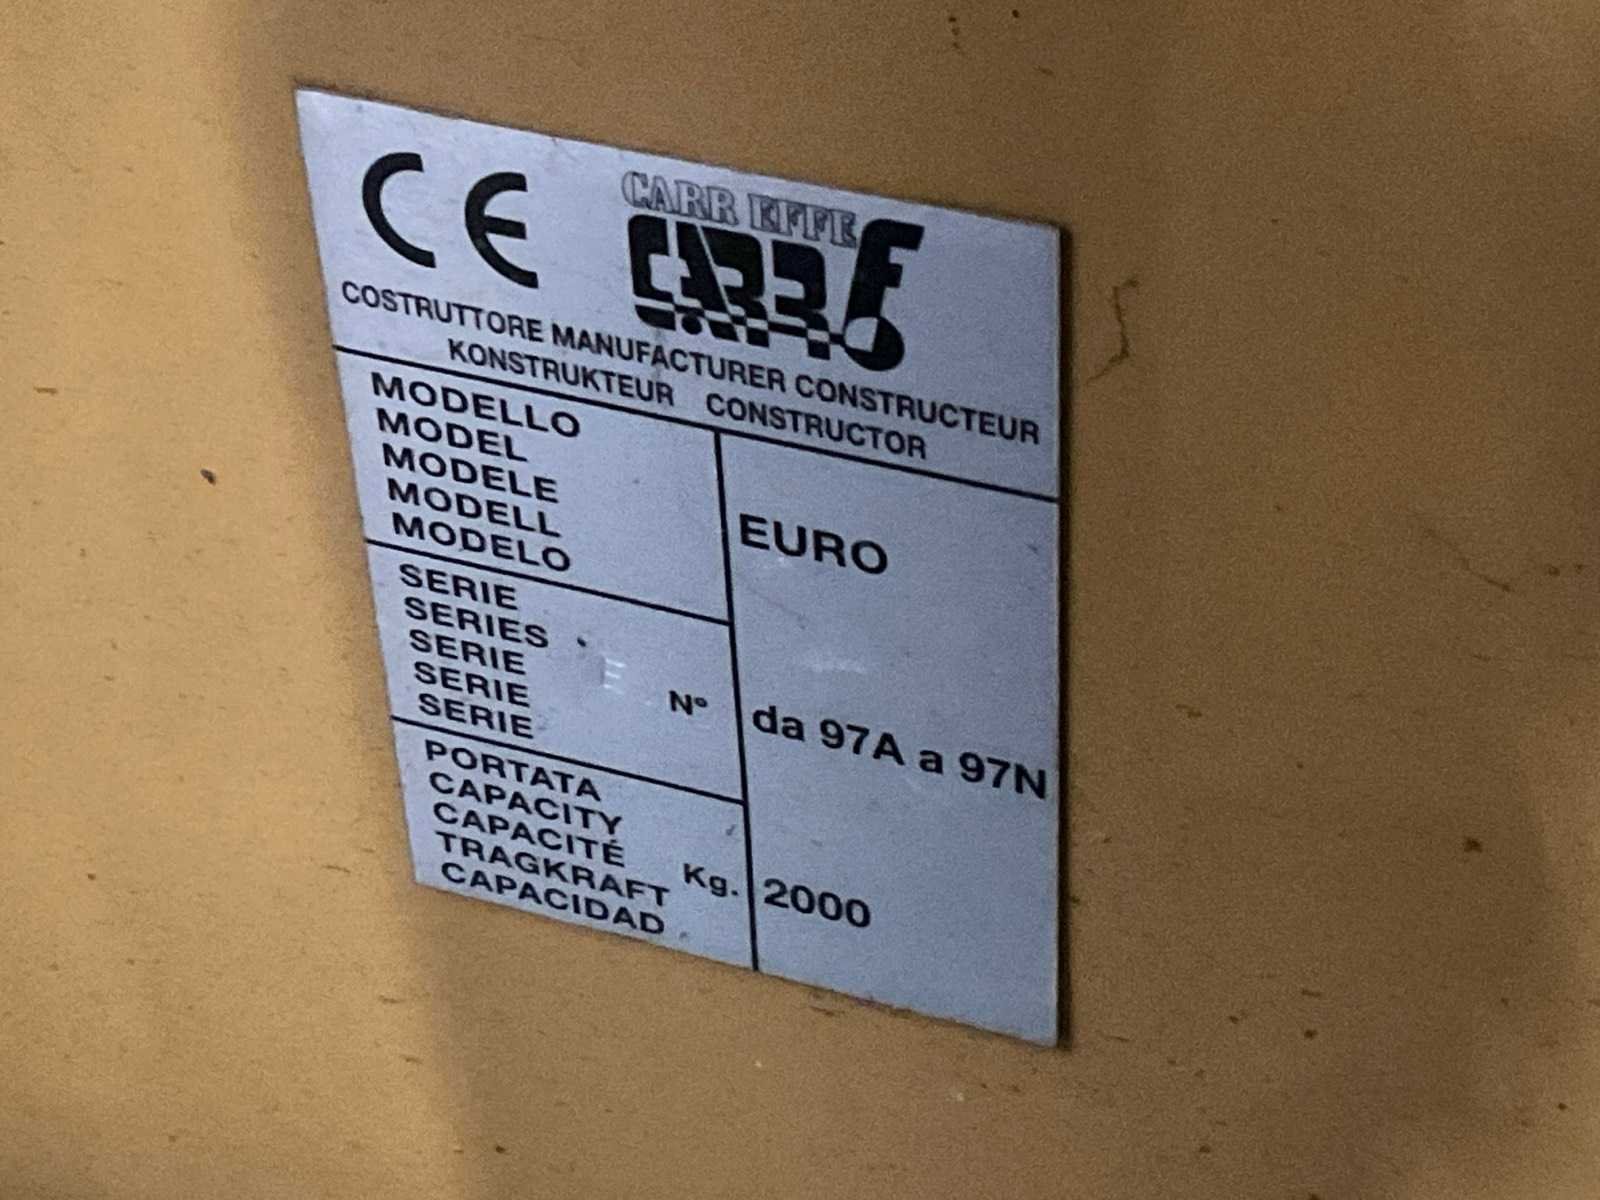 CE
CARR EFFE
CARR F
COSTRUTTORE MANUFACTURER CONSTRUCTEUR
KONSTRUKTEUR CONSTRUCTOR
MODELLO
MODEL
MODELE
MODELL
MODELO
EURO
SERIE
SERIES
SERIE
SERIE
SERIE
N° da 97A a 97N
PORTATA
CAPACITY
CAPACITÉ
TRAGKRAFT
CAPACIDAD
Kg. 2000